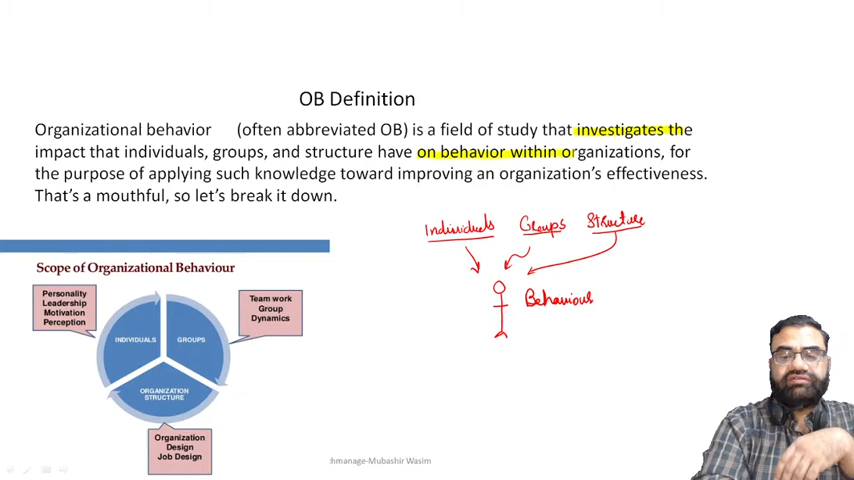 OB Definition
Organizational behavior (often abbreviated OB) is a field of study that investigates the
impact that individuals, groups, and structure have on behavior within organizations, for
the purpose of applying such knowledge toward improving an organization's effectiveness.
That's a mouthful, so let's break it down.
Individuals Groups Structure
Behaviour
Scope of Organizational Behaviour
Personality
Leadership
Motivation
Perception
Team work
Group
Dynamics
INDIVIDUALS
GROUPS
ORGANIZATION
STRUCTURE
Organization
Design
Job Design
chmanage-Mubashir Wasim